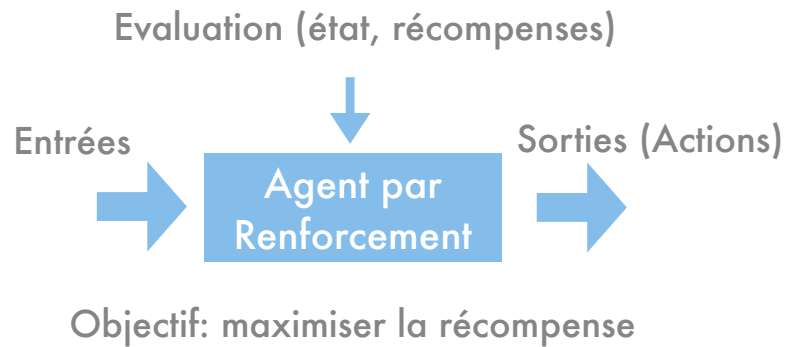 Evaluation (état, récompenses)
Entrées
Sorties (Actions)
Agent par
Renforcement
Objectif: maximiser la récompense